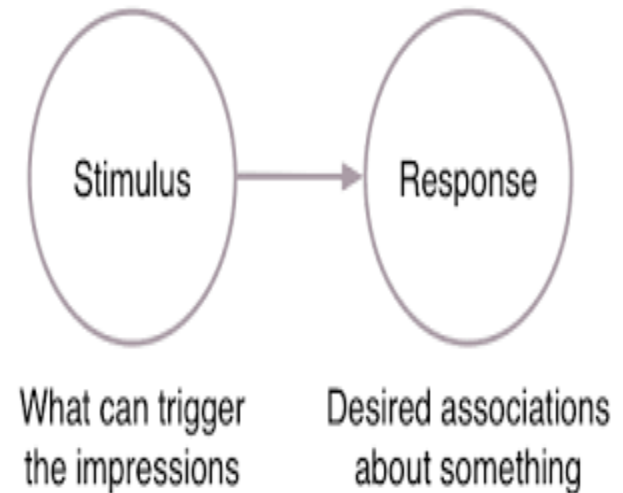 Stimulus
Response
What can trigger
the impressions
Desired associations
about something